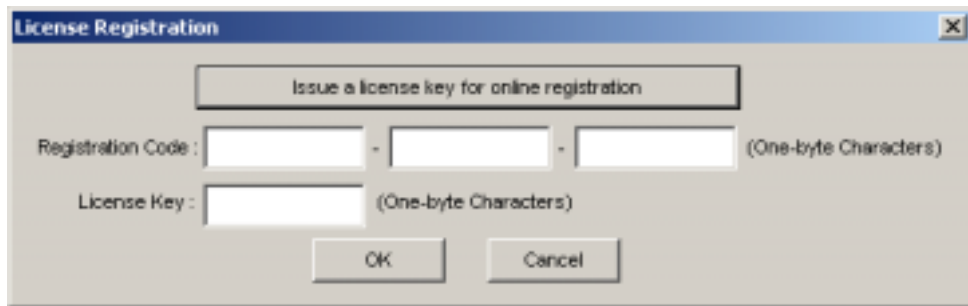 License Registration
Issue a license key for online registration
Registration Code : - - (One-byte Characters)
License Key : (One-byte Characters)
OK Cancel